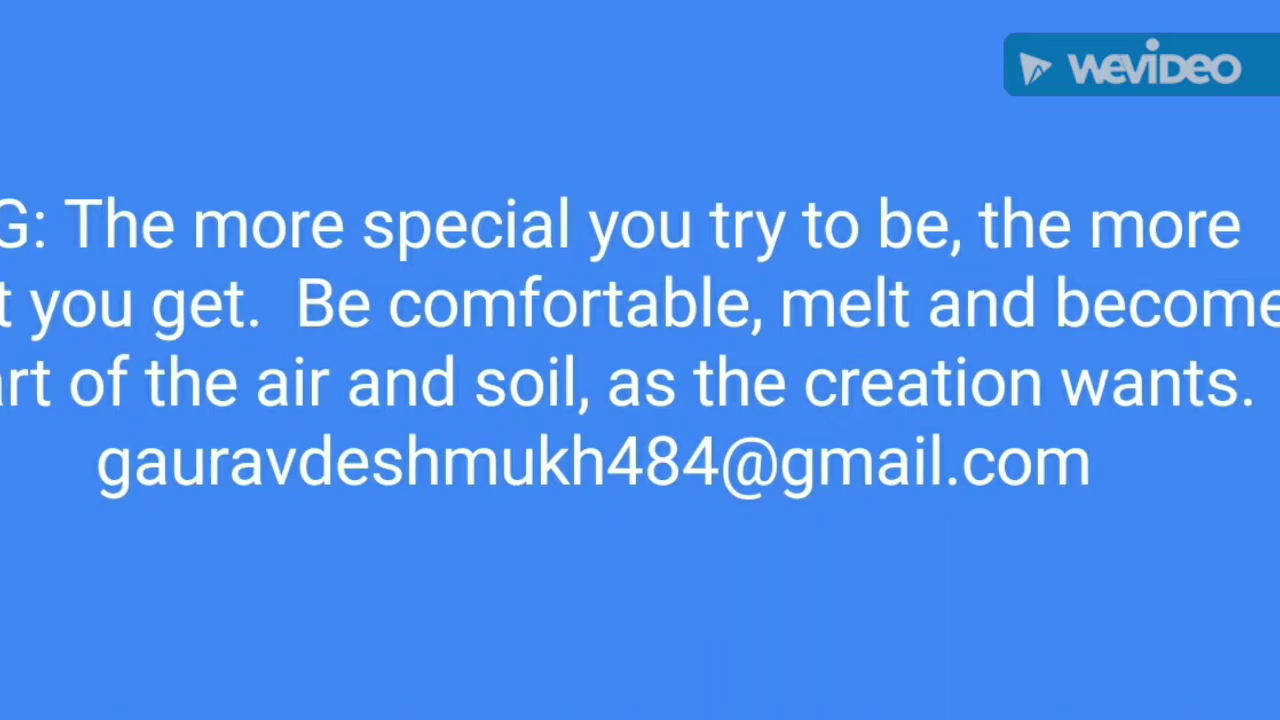 WEVIDEO
G: The more special you try to be, the more
t you get. Be comfortable, melt and become
of the air and soil, as the creation wants.
gauravdeshmukh484@gmail.com